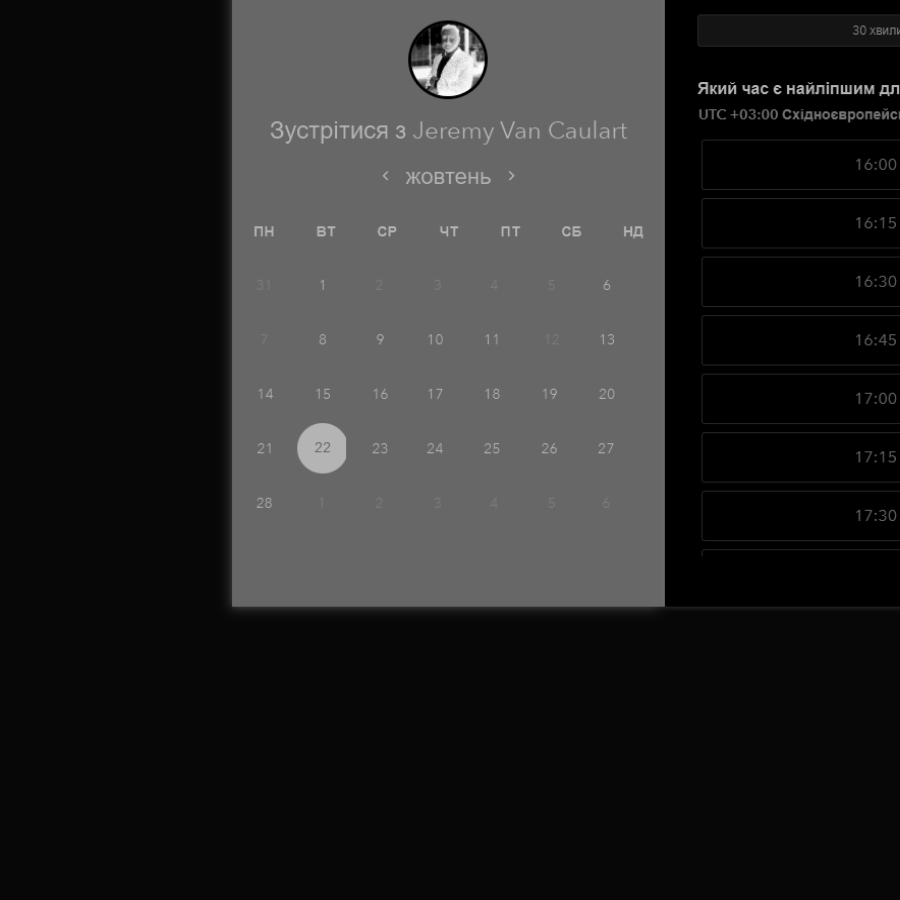 Зустрітися з Jeremy Van Caulart
жовтень
ПН ВТ СР ЧТ ПТ СБ НД
31 1 2 3 4 5 6
7 8 9 10 11 12 13
14 15 16 17 18 19 20
21 22 23 24 25 26 27
28 1 2 3 4 5 6
30 хвили
Який час є найліпшим дл
UTC +03:00 Східноєвропейс
16:00
16:15
16:30
16:45
17:00
17:15
17:30